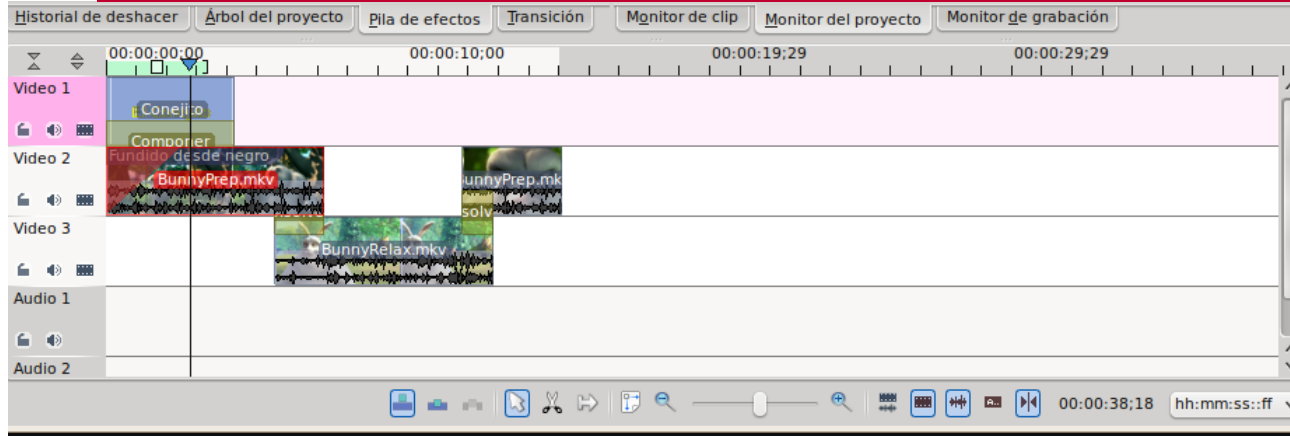 Historial de deshacer Árbol del proyecto Pila de efectos Transición Monitor de clip Monitor del proyecto Monitor de grabación
00:00:00;00 00:00:10;00 00:00:19;29 00:00:29;29
Video 1
Conejito
Componer
Video 2
Fundido desde negro
BunnyPrep.mkv unnyPrep.mk
solv
Video 3
BunnyRelax.mkv
Audio 1
Audio 2
00:00:38;18 hh:mm:ss::ff